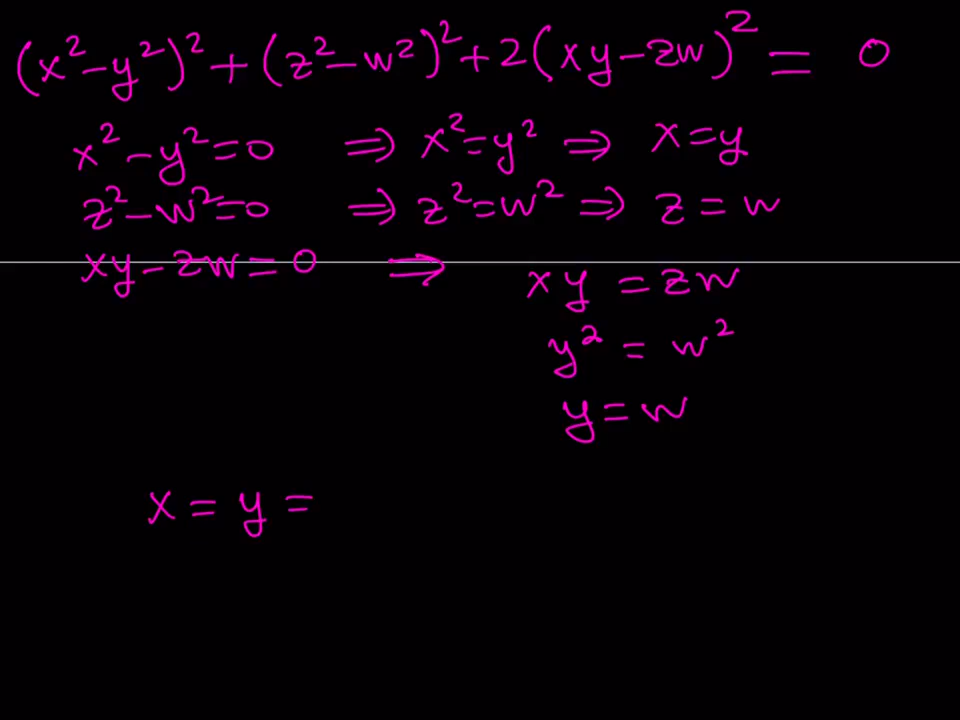 (x²-y²)²+(z²-w²)²+2(xy-zw)² = 0
x²-y²=0 ⇒ x²=y² ⇒ x=y
z²-w²=0 ⇒ z²=w² ⇒ z=w
xy-zw=0 ⇒ xy=zw
y²=w²
y=w
x=y=